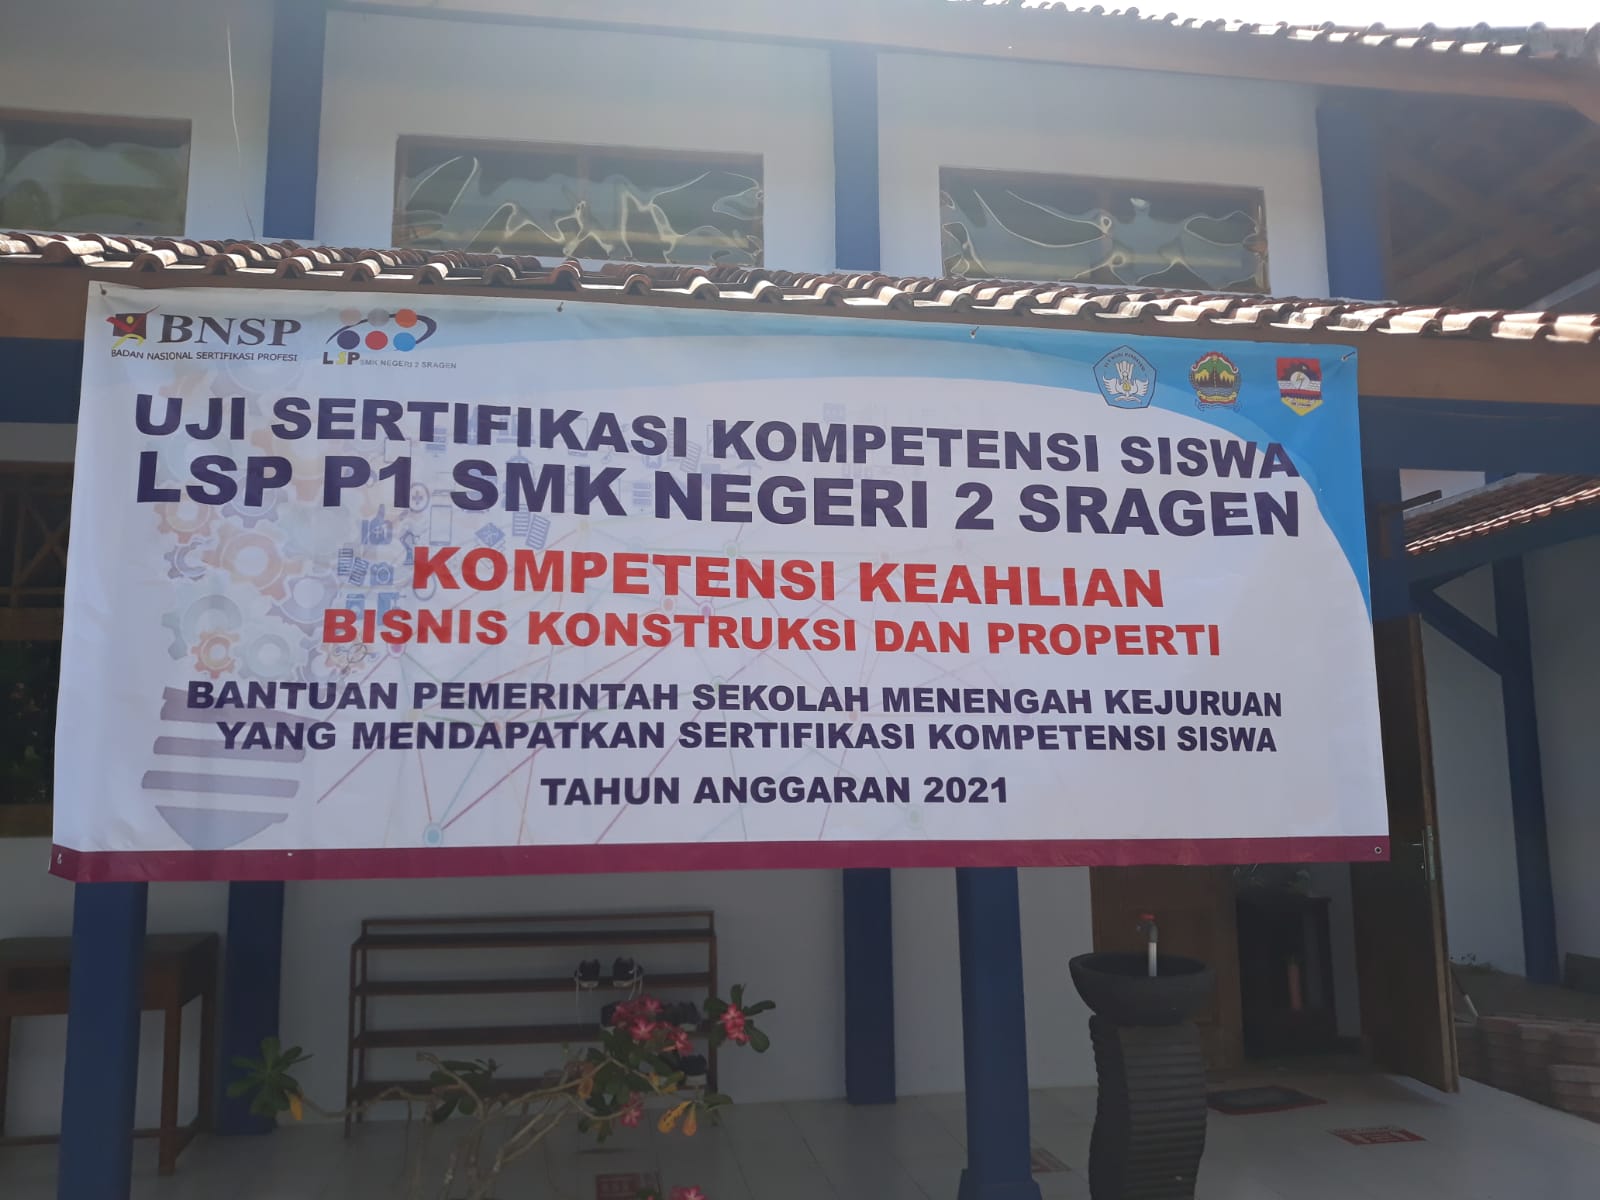 BNSP
BADAN NASIONAL SERTIFIKASI PROFESI
LSP SMK NEGERI 2 SRAGEN
UJI SERTIFIKASI KOMPETENSI SISWA
LSP P1 SMK NEGERI 2 SRAGEN
KOMPETENSI KEAHLIAN
BISNIS KONSTRUKSI DAN PROPERTI
BANTUAN PEMERINTAH SEKOLAH MENENGAH KEJURUAN
YANG MENDAPATKAN SERTIFIKASI KOMPETENSI SISWA
TAHUN ANGGARAN 2021